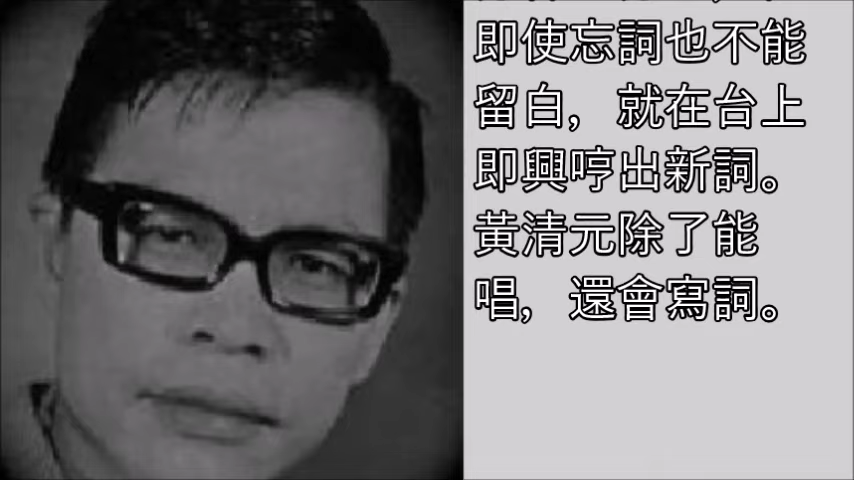 即使忘詞也不能
留白，就在台上
即興哼出新詞。
黃清元除了能
唱，還會寫詞。